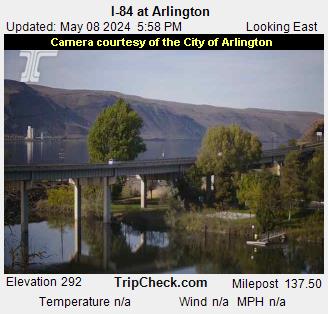 I-84 at Arlington
Updated: May 08 2024 5:58 PM Looking East
Camera courtesy of the City of Arlington
Elevation 292 TripCheck.com Milepost 137.50
Temperature n/a Wind n/a MPH n/a